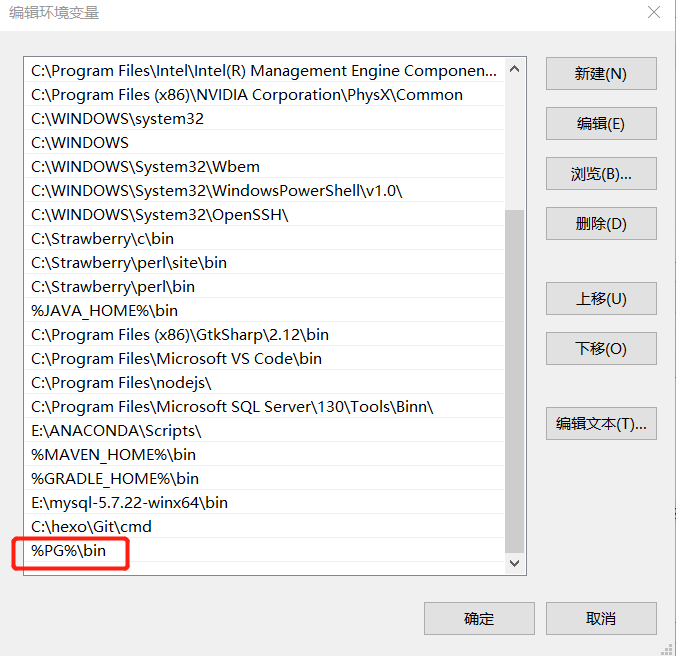 编辑环境变量
C:\Program Files\Intel\Intel(R) Management Engine Componen...
C:\Program Files (x86)\NVIDIA Corporation\PhysX\Common
C:\WINDOWS\system32
C:\WINDOWS
C:\WINDOWS\System32\Wbem
C:\WINDOWS\System32\WindowsPowerShell\v1.0\
C:\WINDOWS\System32\OpenSSH\
C:\Strawberry\c\bin
C:\Strawberry\perl\site\bin
C:\Strawberry\perl\bin
%JAVA_HOME%\bin
C:\Program Files (x86)\GtkSharp\2.12\bin
C:\Program Files\Microsoft VS Code\bin
C:\Program Files\nodejs\
C:\Program Files\Microsoft SQL Server\130\Tools\Binn\
E:\ANACONDA\Scripts\
%MAVEN_HOME%\bin
%GRADLE_HOME%\bin
E:\mysql-5.7.22-winx64\bin
C:\hexo\Git\cmd
%PG%\bin
新建(N)
编辑(E)
浏览(B)...
删除(D)
上移(U)
下移(O)
编辑文本(T)...
确定
取消